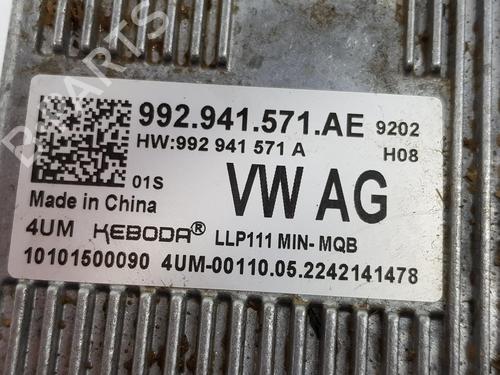 992.941.571.AE 9202
HW:992 941 571 A H08
01S
VW AG
Made in China
4UM KEBODA® LLP111 MIN- MQB
10101500090 4UM-00110.05.2242141478
B-PARTS